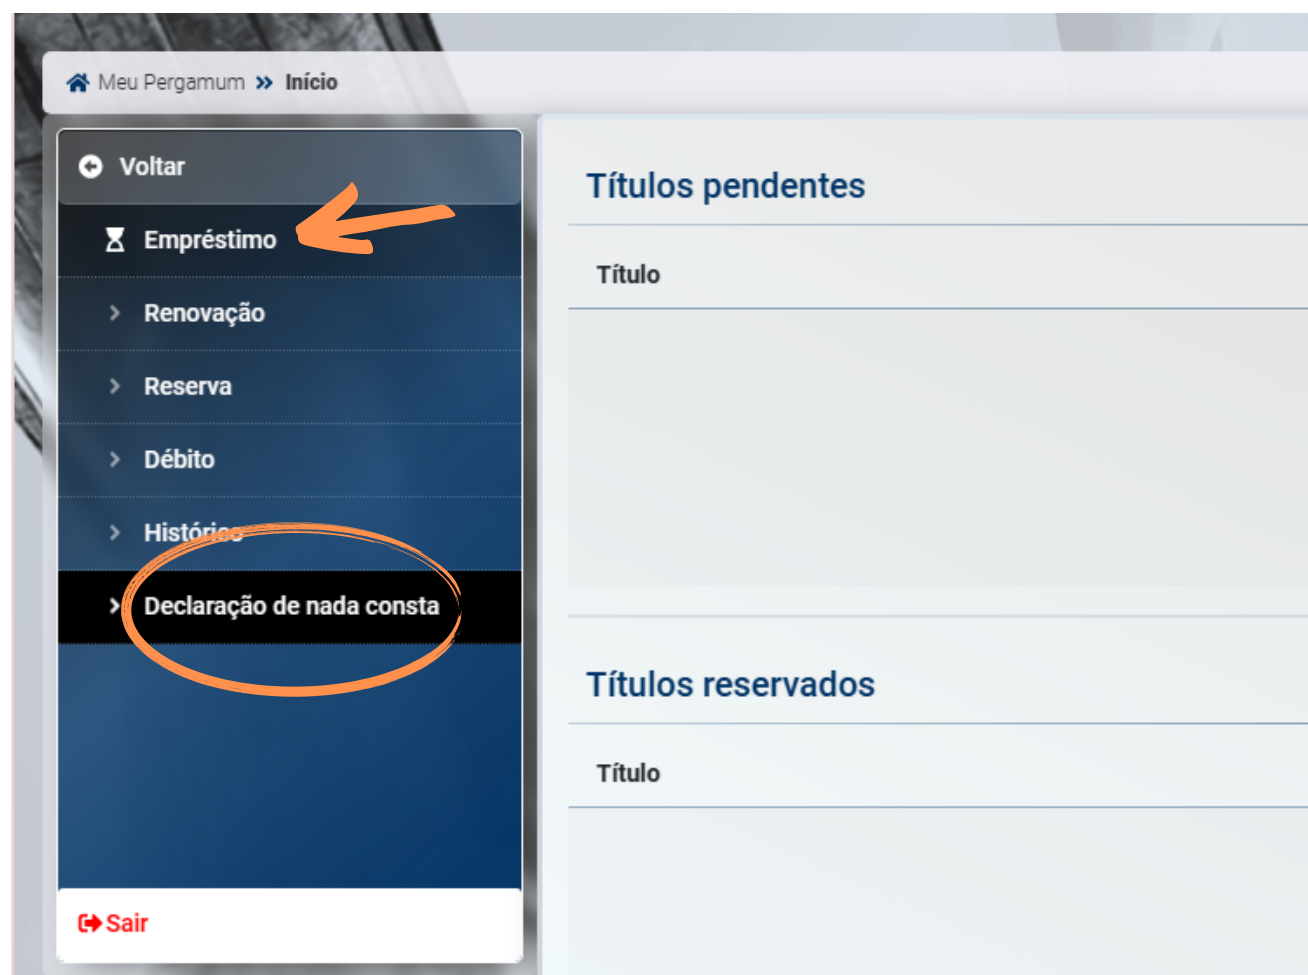 Meu Pergamum » Início
Voltar
Empréstimo
Renovação
Reserva
Débito
Histórico
Declaração de nada consta
Sair
Títulos pendentes
Título
Títulos reservados
Título